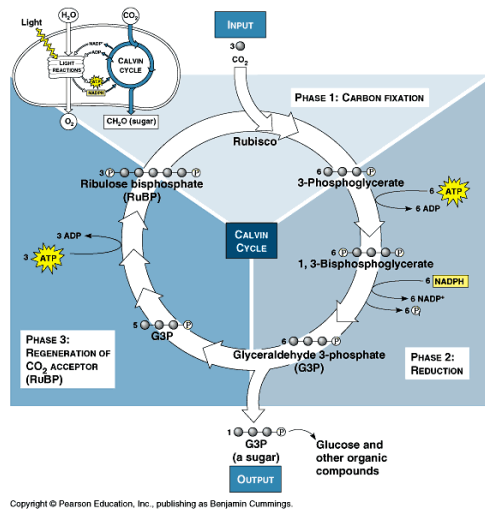 Light
H₂O
CO₂
INPUT
3
CO₂
NADP⁺
ADP
LIGHT
REACTIONS
CALVIN
CYCLE
ATP
NADPH
O₂
CH₂O (sugar)
PHASE 1: CARBON FIXATION
Rubisco
3 P P
Ribulose bisphosphate
(RuBP)
6 P
3-Phosphoglycerate
6 ATP
6 ADP
CALVIN
CYCLE
3 ADP
3 ATP
6 P P
1, 3-Bisphosphoglycerate
6 NADPH
6 NADP⁺
6 P
5 P
G3P
6 P
Glyceraldehyde 3-phosphate
(G3P)
PHASE 3:
REGENERATION OF
CO₂ ACCEPTOR
(RuBP)
PHASE 2:
REDUCTION
1 P
G3P
(a sugar)
Glucose and
other organic
compounds
OUTPUT
Copyright © Pearson Education, Inc., publishing as Benjamin Cummings.